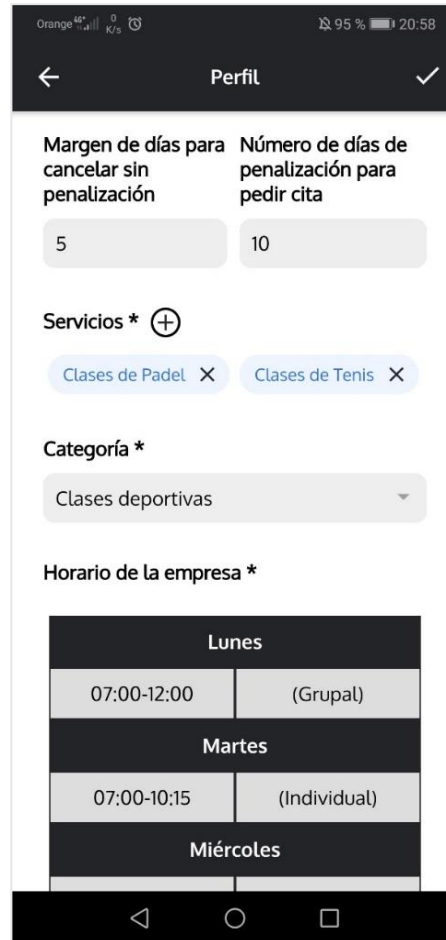 Orange 4G+ 0 K/s 95 % 20:58
Perfil
Margen de días para cancelar sin penalización
Número de días de penalización para pedir cita
5
10
Servicios *
Clases de Padel
Clases de Tenis
Categoría *
Clases deportivas
Horario de la empresa *
Lunes
07:00-12:00 (Grupal)
Martes
07:00-10:15 (Individual)
Miércoles